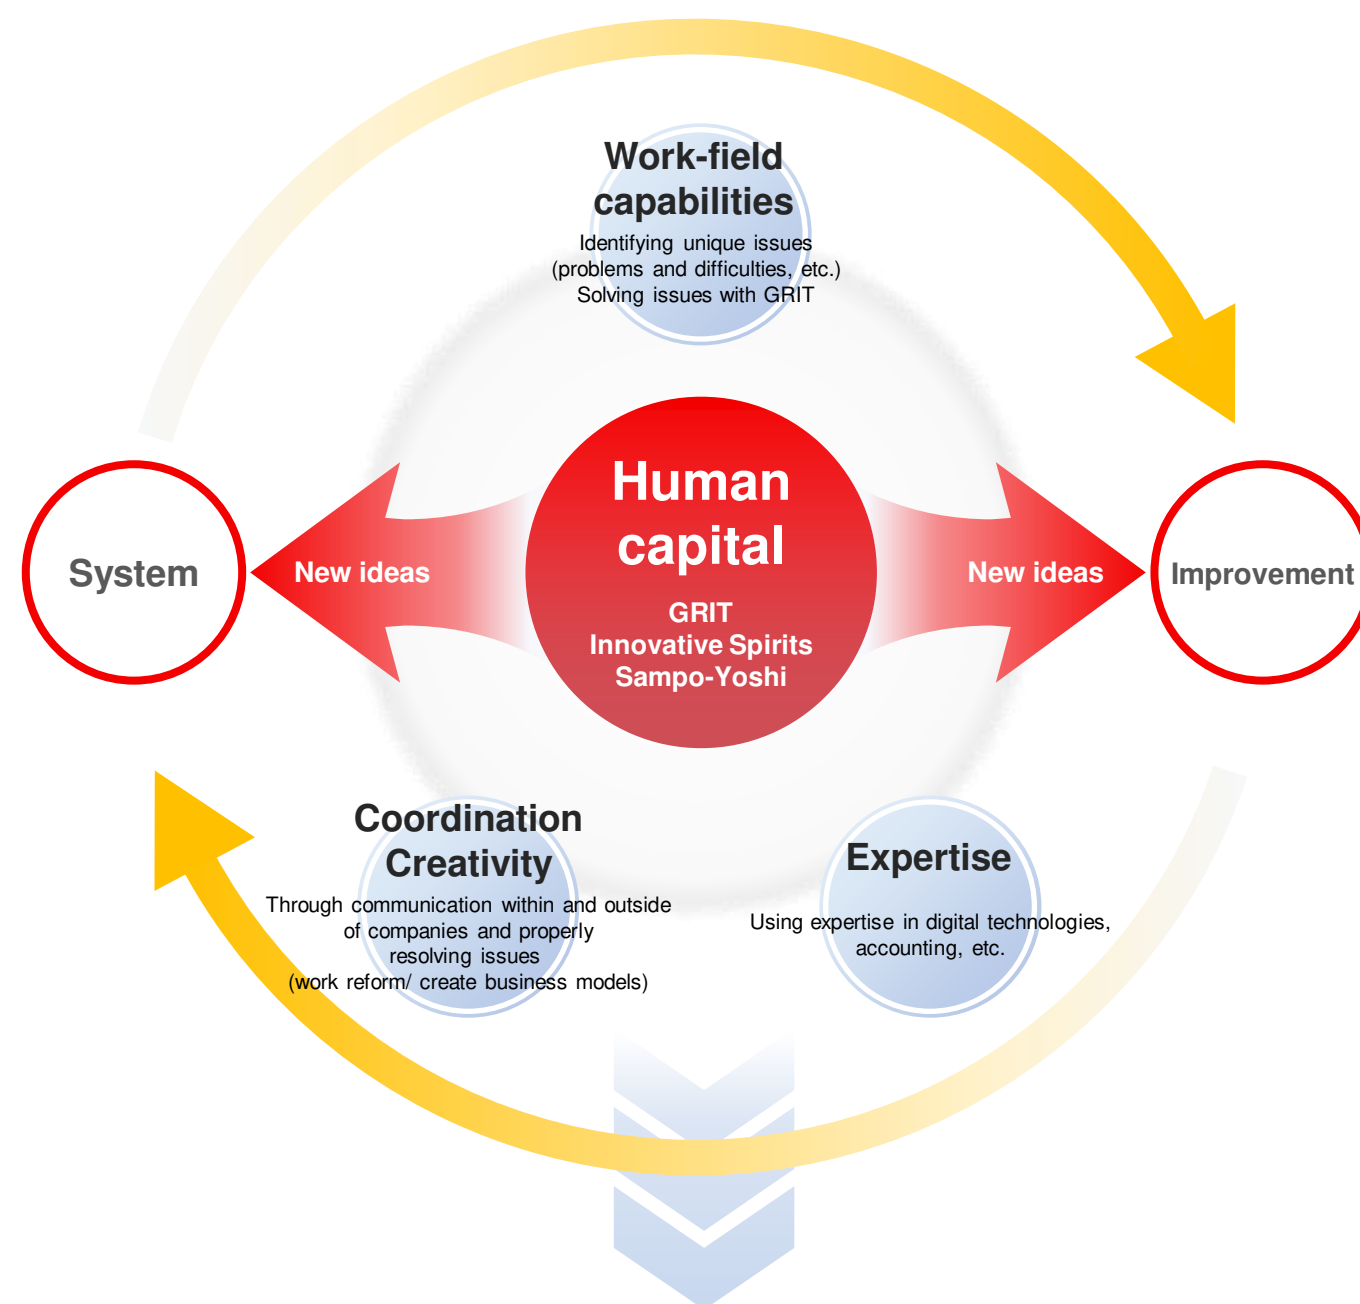 Work-field
capabilities
Identifying unique issues
(problems and difficulties, etc.)
Solving issues with GRIT
System
New ideas
Human
capital
GRIT
Innovative Spirits
Sampo-Yoshi
New ideas
Improvement
Coordination
Creativity
Through communication within and outside
of companies and properly
resolving issues
(work reform/ create business models)
Expertise
Using expertise in digital technologies,
accounting, etc.